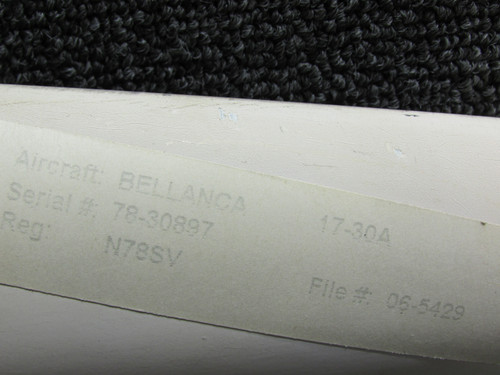 Aircraft: BELLANCA 17-30A
Serial #: 78-30897
Reg: N78SV
File #: 06-5429